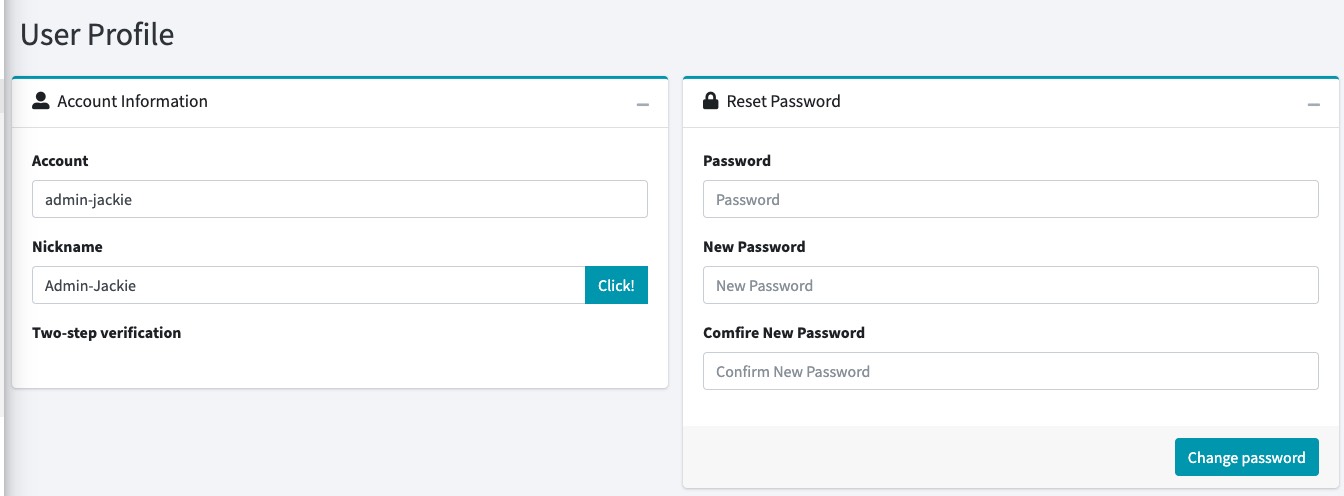 User Profile
Account Information
Account
admin-jackie
Nickname
Admin-Jackie
Click!
Two-step verification
Reset Password
Password
Password
New Password
New Password
Comfire New Password
Confirm New Password
Change password